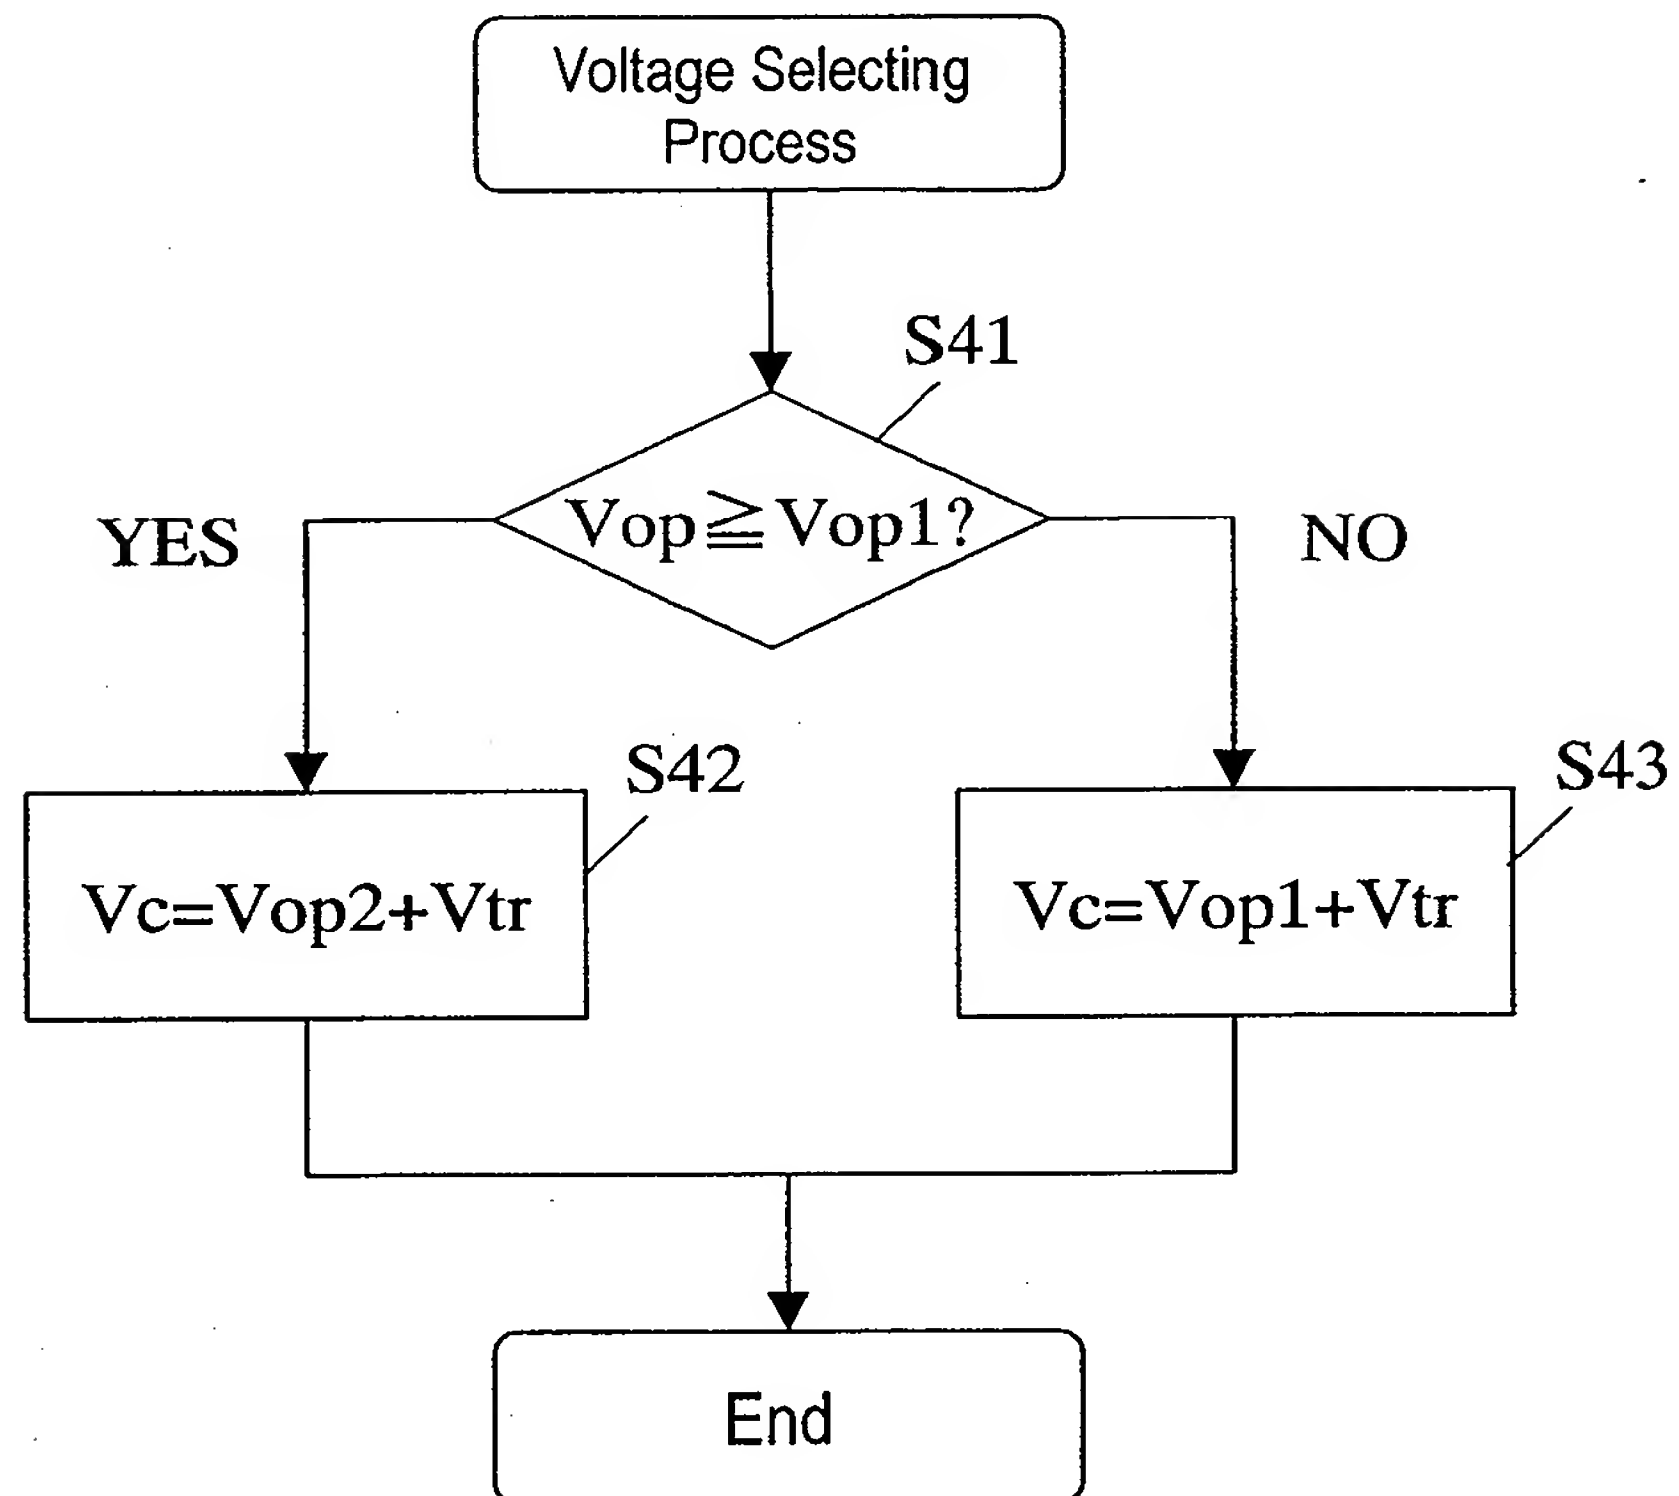 Voltage Selecting
Process
S41
Vop≧Vop1?
YES
NO
S42
S43
Vc=Vop2+Vtr
Vc=Vop1+Vtr
End